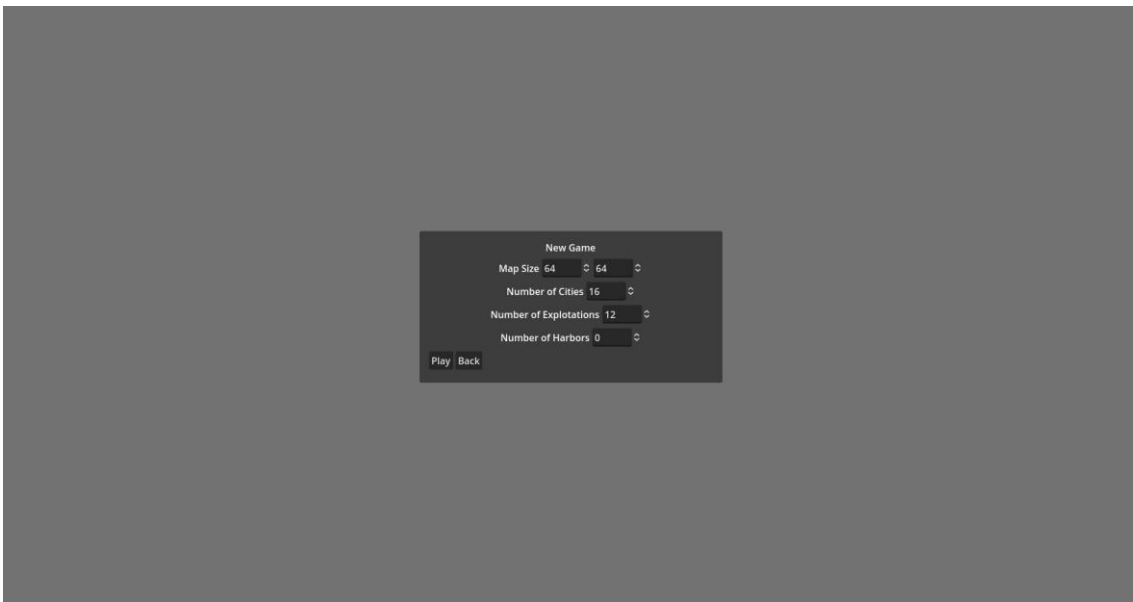 New Game
Map Size 64 64
Number of Cities 16
Number of Explotations 12
Number of Harbors 0
Play Back